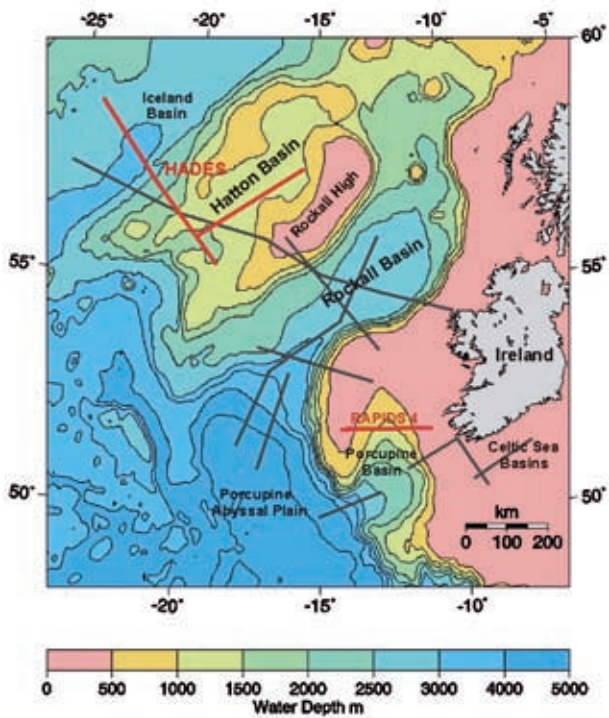 -25° -20° -15° -10° -5°
60°
Iceland
Basin
HADES
Hatton Basin
Rockall High
55° 55°
Rockall Basin
Ireland
RAPIDS 4
Porcupine
Basin
Celtic Sea
Basins
Porcupine
Abyssal Plain
50° 50°
km
0 100 200
-20° -15° -10°
0 500 1000 1500 2000 3000 4000 5000
Water Depth m